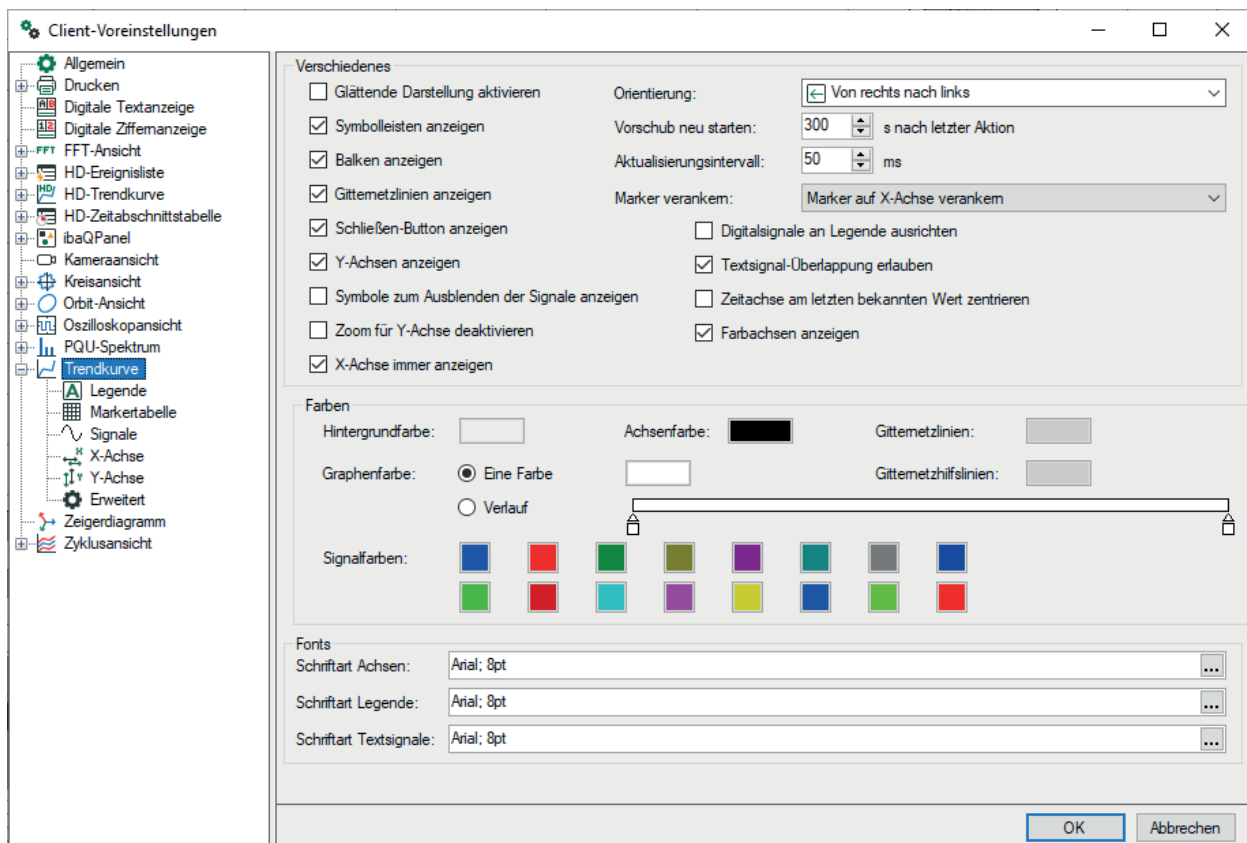 Client-Voreinstellungen
Allgemein
Drucken
Digitale Textanzeige
Digitale Ziffernanzeige
FFT FFT-Ansicht
HD-Ereignisliste
HD HD-Trendkurve
HD-Zeitabschnittstabelle
ibaQPanel
Kameraansicht
Kreisansicht
Orbit-Ansicht
Oszilloskopansicht
PQU-Spektrum
Trendkurve
A Legende
Markertabelle
Signale
X X-Achse
Y Y-Achse
Erweitert
Zeigerdiagramm
Zyklusansicht
Verschiedenes
Glättende Darstellung aktivieren
Symbolleisten anzeigen
Balken anzeigen
Gitternetzlinien anzeigen
Schließen-Button anzeigen
Y-Achsen anzeigen
Symbole zum Ausblenden der Signale anzeigen
Zoom für Y-Achse deaktivieren
X-Achse immer anzeigen
Orientierung: Von rechts nach links
Vorschub neu starten: 300 s nach letzter Aktion
Aktualisierungsintervall: 50 ms
Marker verankern: Marker auf X-Achse verankern
Digitalsignale an Legende ausrichten
Textsignal-Überlappung erlauben
Zeitachse am letzten bekannten Wert zentrieren
Farbachsen anzeigen
Farben
Hintergrundfarbe: Achsenfarbe: Gitternetzlinien:
Graphenfarbe: Eine Farbe Gitternetzhilfslinien:
Verlauf
Signalfarben:
Fonts
Schriftart Achsen: Arial; 8pt ...
Schriftart Legende: Arial; 8pt ...
Schriftart Textsignale: Arial; 8pt ...
OK Abbrechen